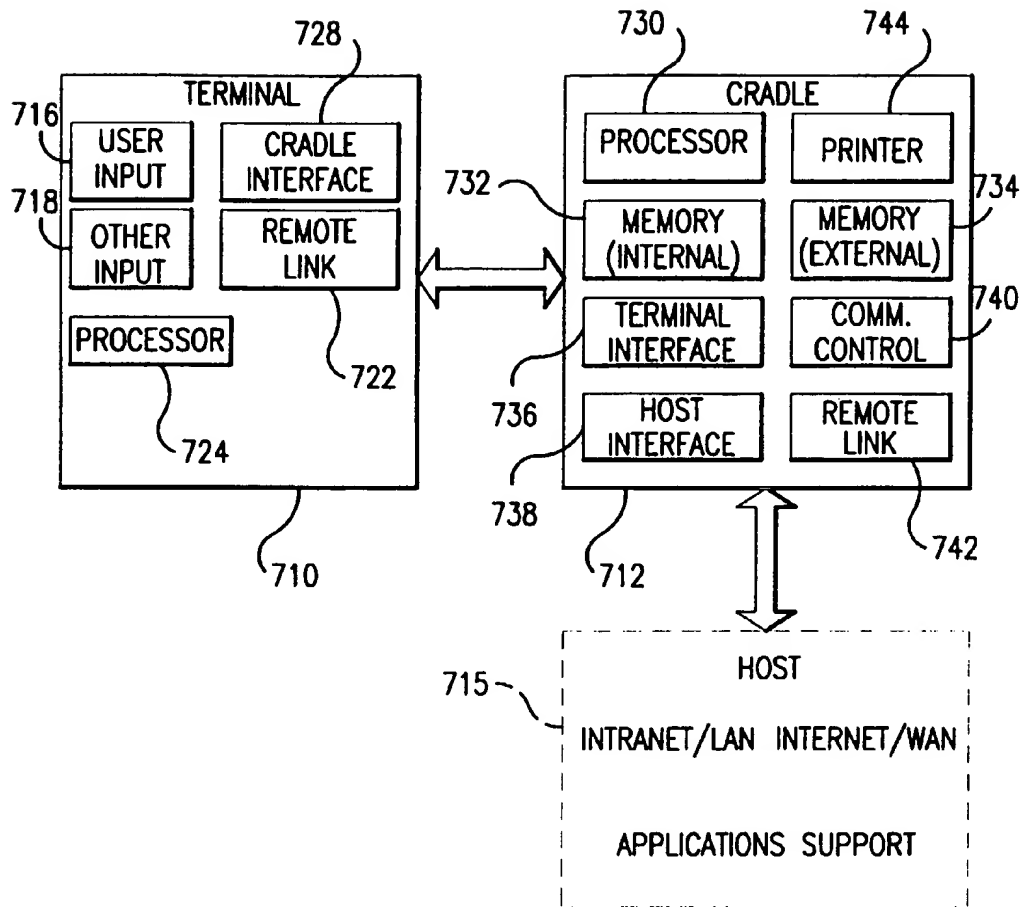 728
730
744
TERMINAL
CRADLE
716
USER
INPUT
CRADLE
INTERFACE
PROCESSOR
PRINTER
718
732
734
OTHER
INPUT
REMOTE
LINK
MEMORY
(INTERNAL)
MEMORY
(EXTERNAL)
740
PROCESSOR
TERMINAL
INTERFACE
COMM.
CONTROL
722
736
724
HOST
INTERFACE
REMOTE
LINK
738
710
712
742
715
HOST
INTRANET/LAN INTERNET/WAN
APPLICATIONS SUPPORT